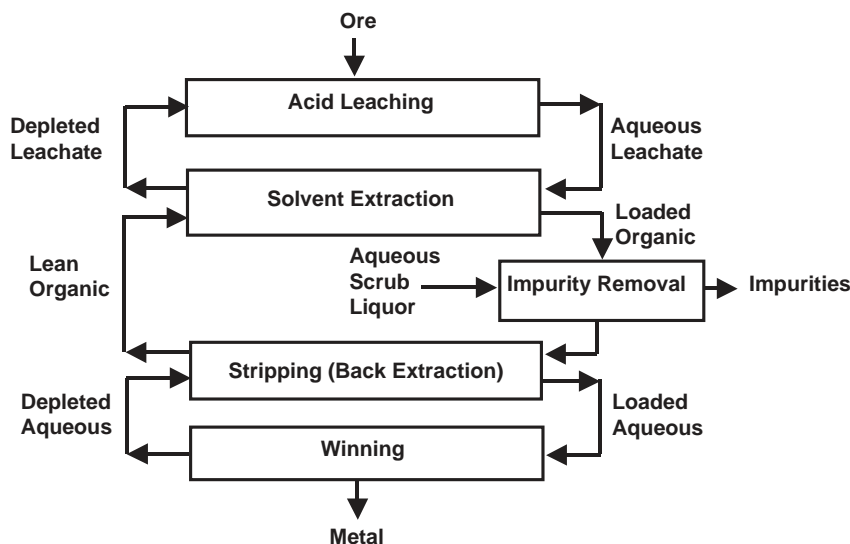 Ore
Acid Leaching
Depleted
Leachate
Aqueous
Leachate
Solvent Extraction
Loaded
Organic
Lean
Organic
Aqueous
Scrub
Liquor
Impurity Removal
Impurities
Stripping (Back Extraction)
Depleted
Aqueous
Loaded
Aqueous
Winning
Metal